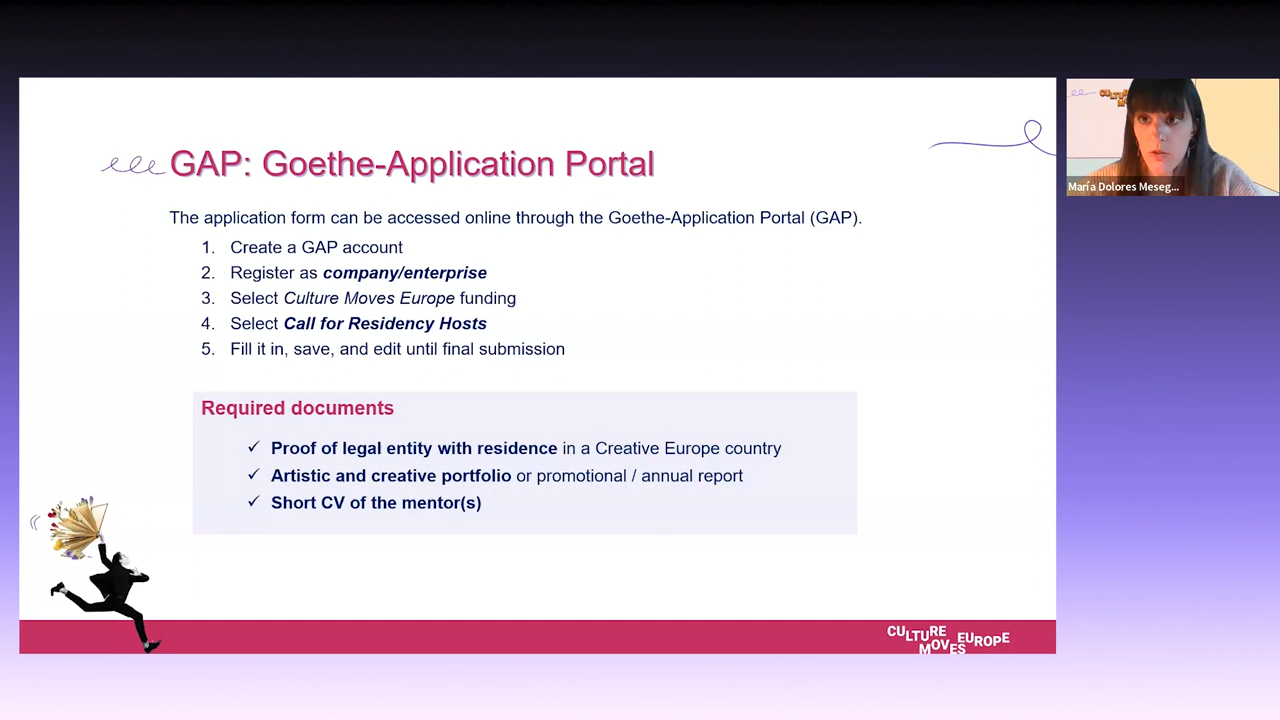 GAP: Goethe-Application Portal
The application form can be accessed online through the Goethe-Application Portal (GAP).
1. Create a GAP account
2. Register as company/enterprise
3. Select Culture Moves Europe funding
4. Select Call for Residency Hosts
5. Fill it in, save, and edit until final submission
Required documents
✓ Proof of legal entity with residence in a Creative Europe country
✓ Artistic and creative portfolio or promotional / annual report
✓ Short CV of the mentor(s)
CULTURE
MOVES EUROPE
María Dolores Meseg...